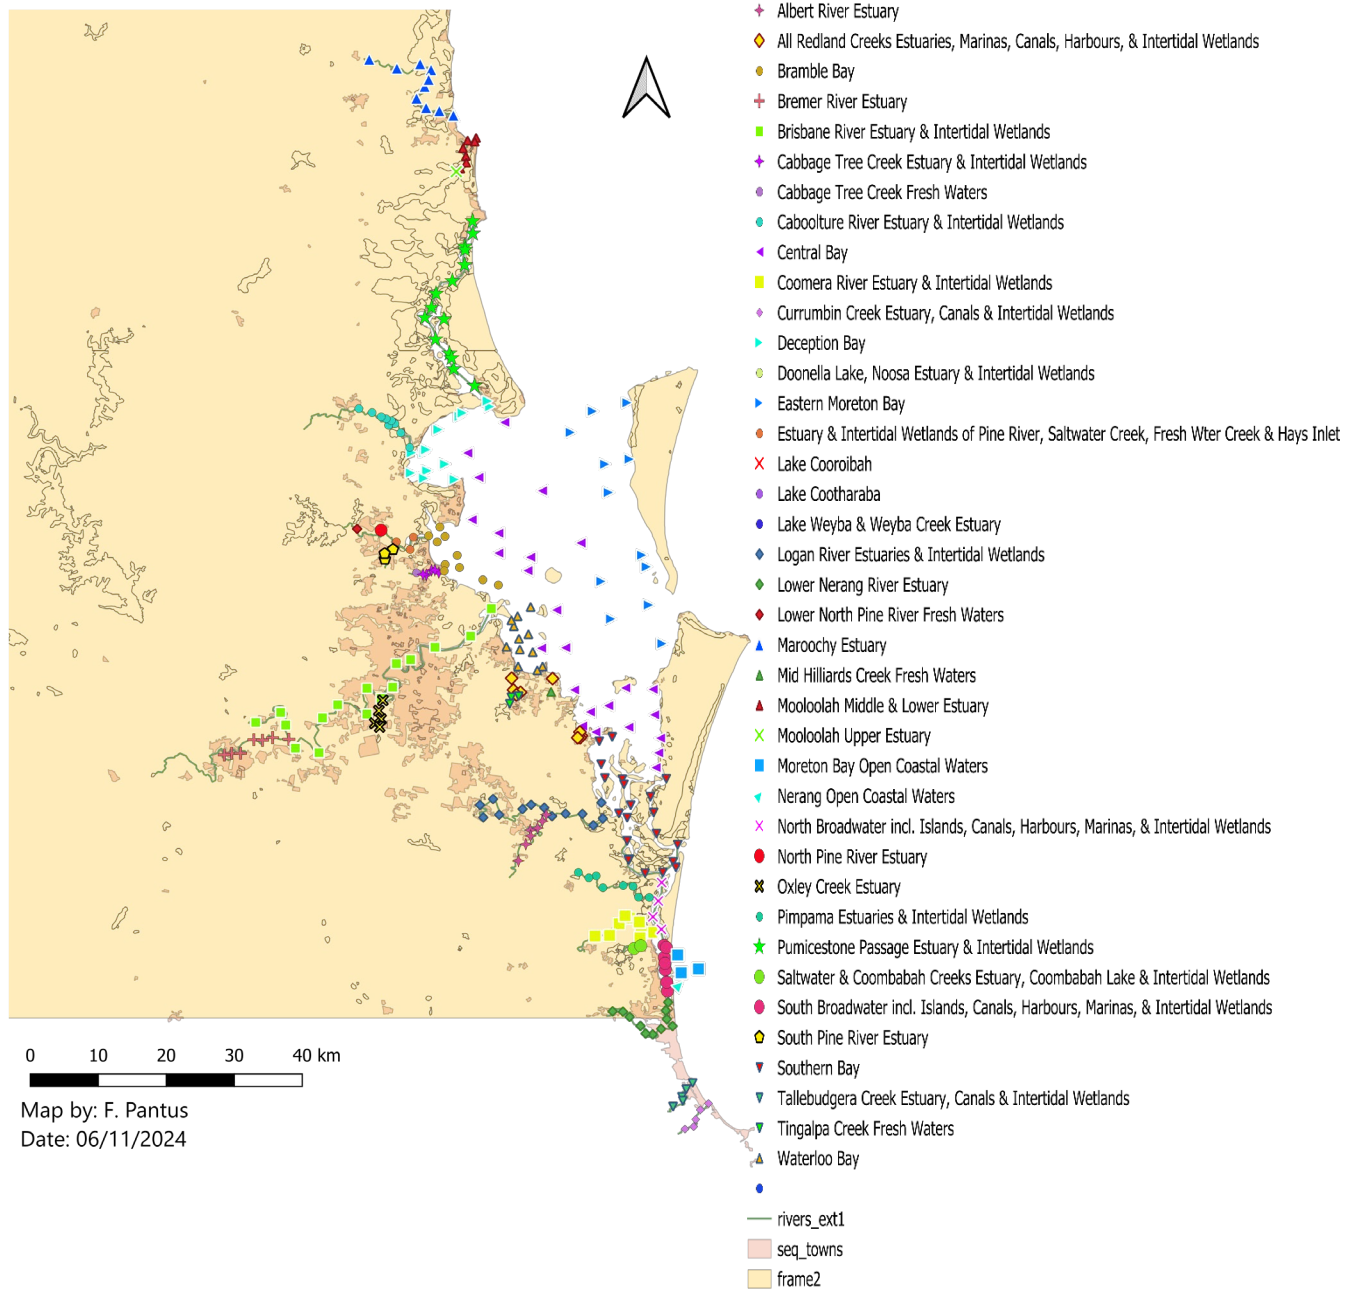 Albert River Estuary
All Redland Creeks Estuaries, Marinas, Canals, Harbours, & Intertidal Wetlands
Bramble Bay
Bremer River Estuary
Brisbane River Estuary & Intertidal Wetlands
Cabbage Tree Creek Estuary & Intertidal Wetlands
Cabbage Tree Creek Fresh Waters
Caboolture River Estuary & Intertidal Wetlands
Central Bay
Coomera River Estuary & Intertidal Wetlands
Currumbin Creek Estuary, Canals & Intertidal Wetlands
Deception Bay
Doonella Lake, Noosa Estuary & Intertidal Wetlands
Eastern Moreton Bay
Estuary & Intertidal Wetlands of Pine River, Saltwater Creek, Fresh Wter Creek & Hays Inlet
Lake Cooroibah
Lake Cootharaba
Lake Weyba & Weyba Creek Estuary
Logan River Estuaries & Intertidal Wetlands
Lower Nerang River Estuary
Lower North Pine River Fresh Waters
Maroochy Estuary
Mid Hilliards Creek Fresh Waters
Mooloolah Middle & Lower Estuary
Mooloolah Upper Estuary
Moreton Bay Open Coastal Waters
Nerang Open Coastal Waters
North Broadwater incl. Islands, Canals, Harbours, Marinas, & Intertidal Wetlands
North Pine River Estuary
Oxley Creek Estuary
Pimpama Estuaries & Intertidal Wetlands
Pumicestone Passage Estuary & Intertidal Wetlands
Saltwater & Coombabah Creeks Estuary, Coombabah Lake & Intertidal Wetlands
South Broadwater incl. Islands, Canals, Harbours, Marinas, & Intertidal Wetlands
South Pine River Estuary
Southern Bay
Tallebudgera Creek Estuary, Canals & Intertidal Wetlands
Tingalpa Creek Fresh Waters
Waterloo Bay
rivers_ext1
seq_towns
frame2
0 10 20 30 40 km
Map by: F. Pantus
Date: 06/11/2024